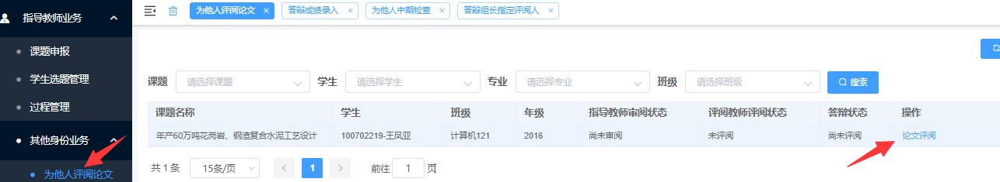 指导教师业务
课题申报
学生选题管理
过程管理
其他身份业务
为他人评阅论文
为他人评阅论文 × 答辩成绩录入 × 为他人中期检查 × 答辩组长指定评阅人 ×
课题 请选择课题 学生 请选择学生 专业 请选择专业 班级 请选择班级 搜索
课题名称 学生 班级 年级 指导教师审阅状态 评阅教师评阅状态 答辩状态 操作
年产60万吨花岗岩、钢渣复合水泥工艺设计 100702219-王凤亚 计算机121 2016 尚未审阅 未评阅 尚未评阅 论文评阅
共 1 条 15条/页 < 1 > 前往 1 页